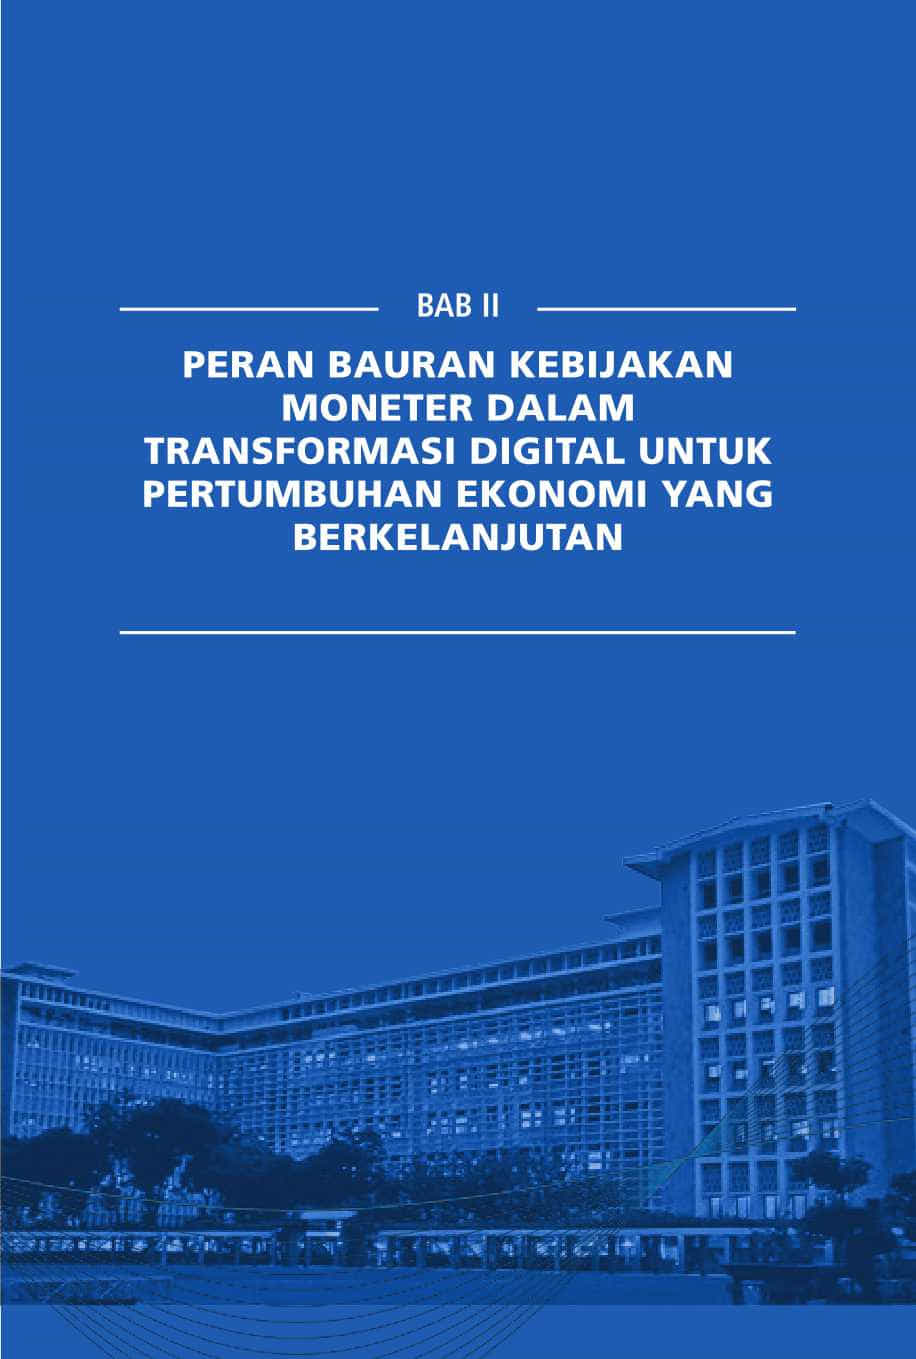 BAB II
PERAN BAURAN KEBIJAKAN
MONETER DALAM
TRANSFORMASI DIGITAL UNTUK
PERTUMBUHAN EKONOMI YANG
BERKELANJUTAN